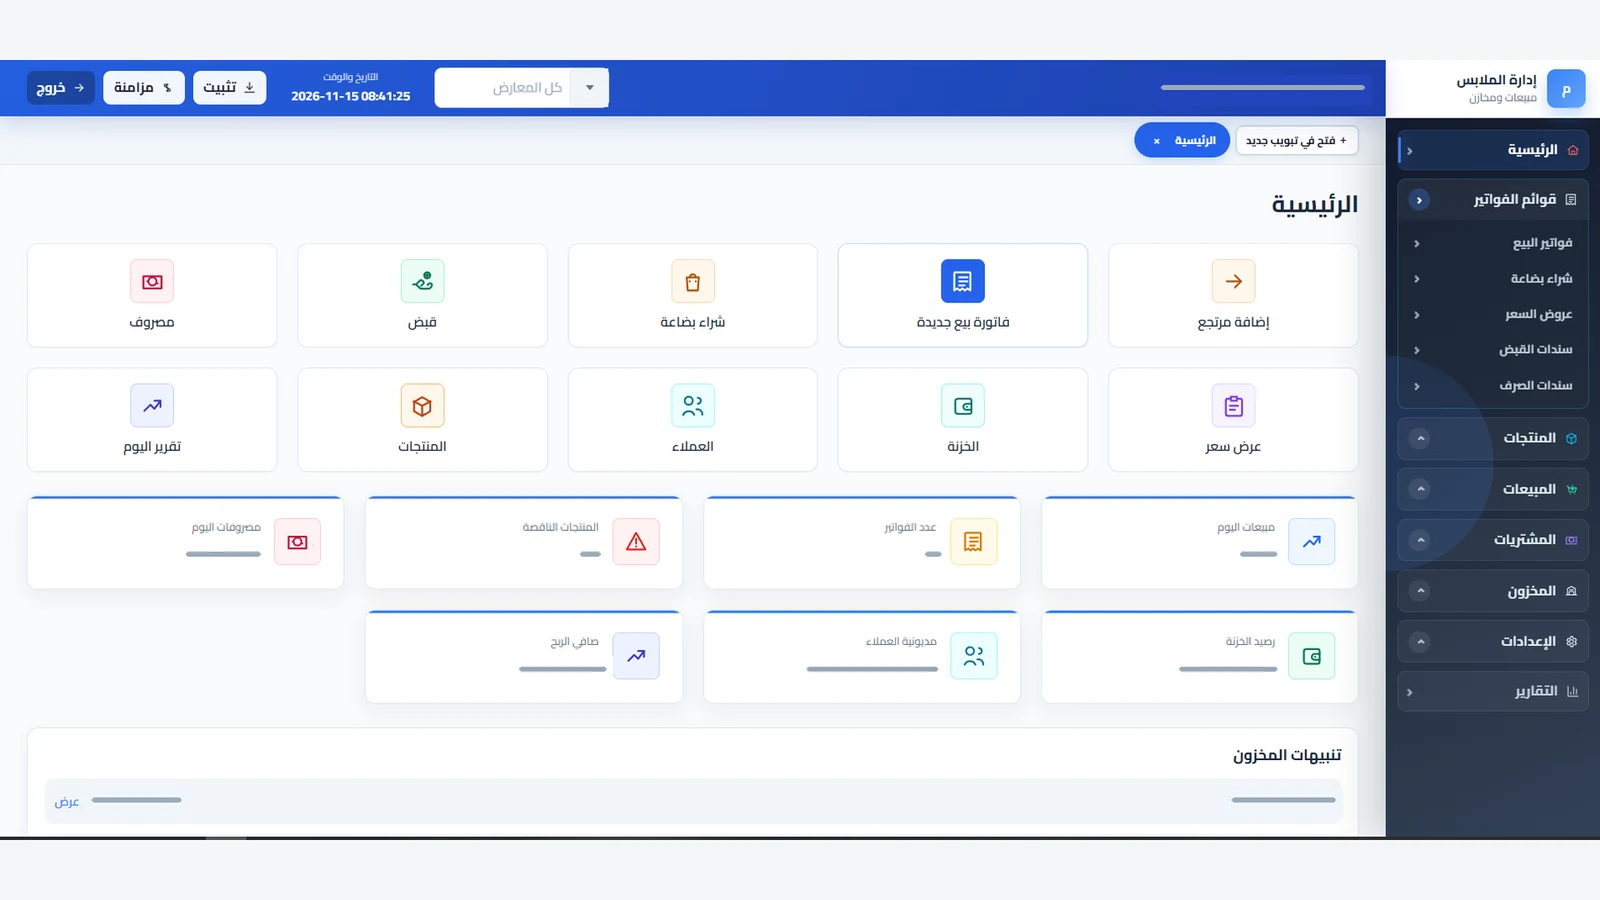 م
إدارة الملابس
مبيعات ومخازن
كل المعارض
التاريخ والوقت
2026-11-15 08:41:25
تثبيت
مزامنة
خروج
الرئيسية
قوائم الفواتير
فواتير البيع
شراء بضاعة
عروض السعر
سندات القبض
سندات الصرف
المنتجات
المبيعات
المشتريات
المخزون
الإعدادات
التقارير
+ فتح في تبويب جديد
الرئيسية ×
الرئيسية
إضافة مرتجع
فاتورة بيع جديدة
شراء بضاعة
قبض
مصروف
عرض سعر
الخزنة
العملاء
المنتجات
تقرير اليوم
مبيعات اليوم
عدد الفواتير
المنتجات الناقصة
مصروفات اليوم
رصيد الخزنة
مديونية العملاء
صافي الربح
تنبيهات المخزون
عرض